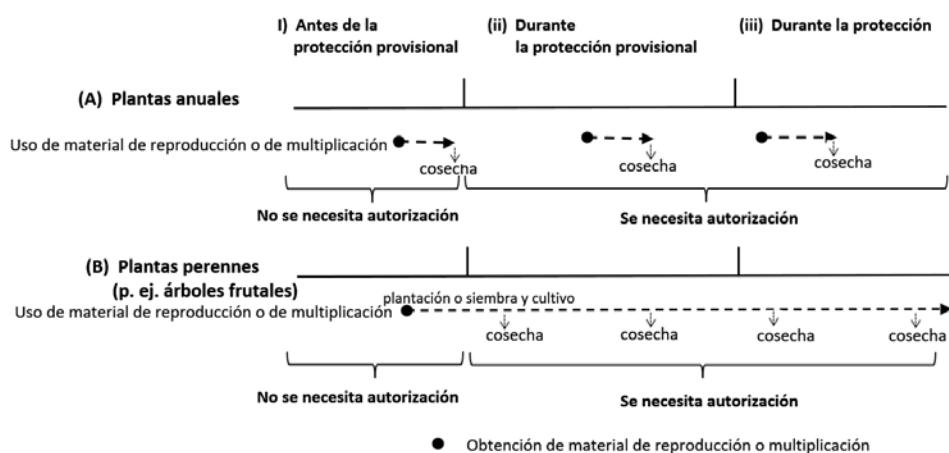 I) Antes de la
protección provisional
(ii) Durante
la protección provisional
(iii) Durante la protección
(A) Plantas anuales
Uso de material de reproducción o de multiplicación
cosecha
cosecha
cosecha
No se necesita autorización
Se necesita autorización
(B) Plantas perennes
(p. ej. árboles frutales)
plantación o siembra y cultivo
Uso de material de reproducción o de multiplicación
cosecha
cosecha
cosecha
cosecha
No se necesita autorización
Se necesita autorización
Obtención de material de reproducción o multiplicación